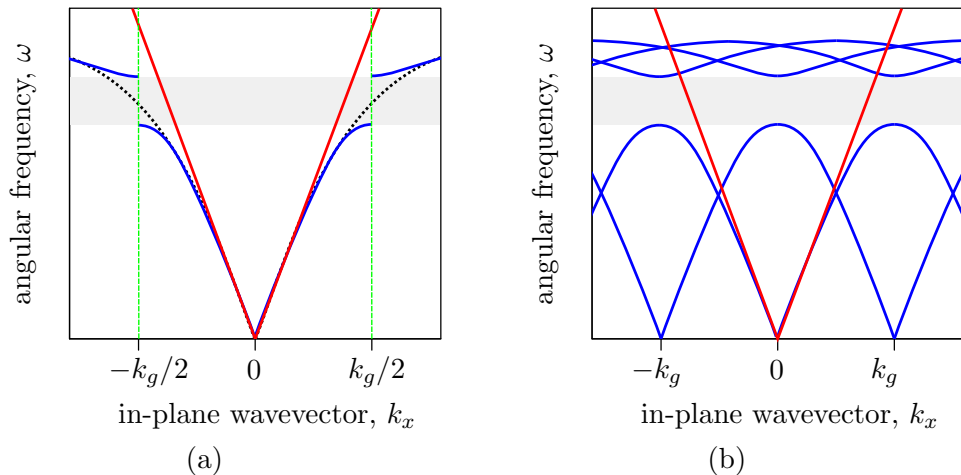 angular frequency, ω
−k_g/2 0 k_g/2
in-plane wavevector, k_x
(a)
angular frequency, ω
−k_g 0 k_g
in-plane wavevector, k_x
(b)